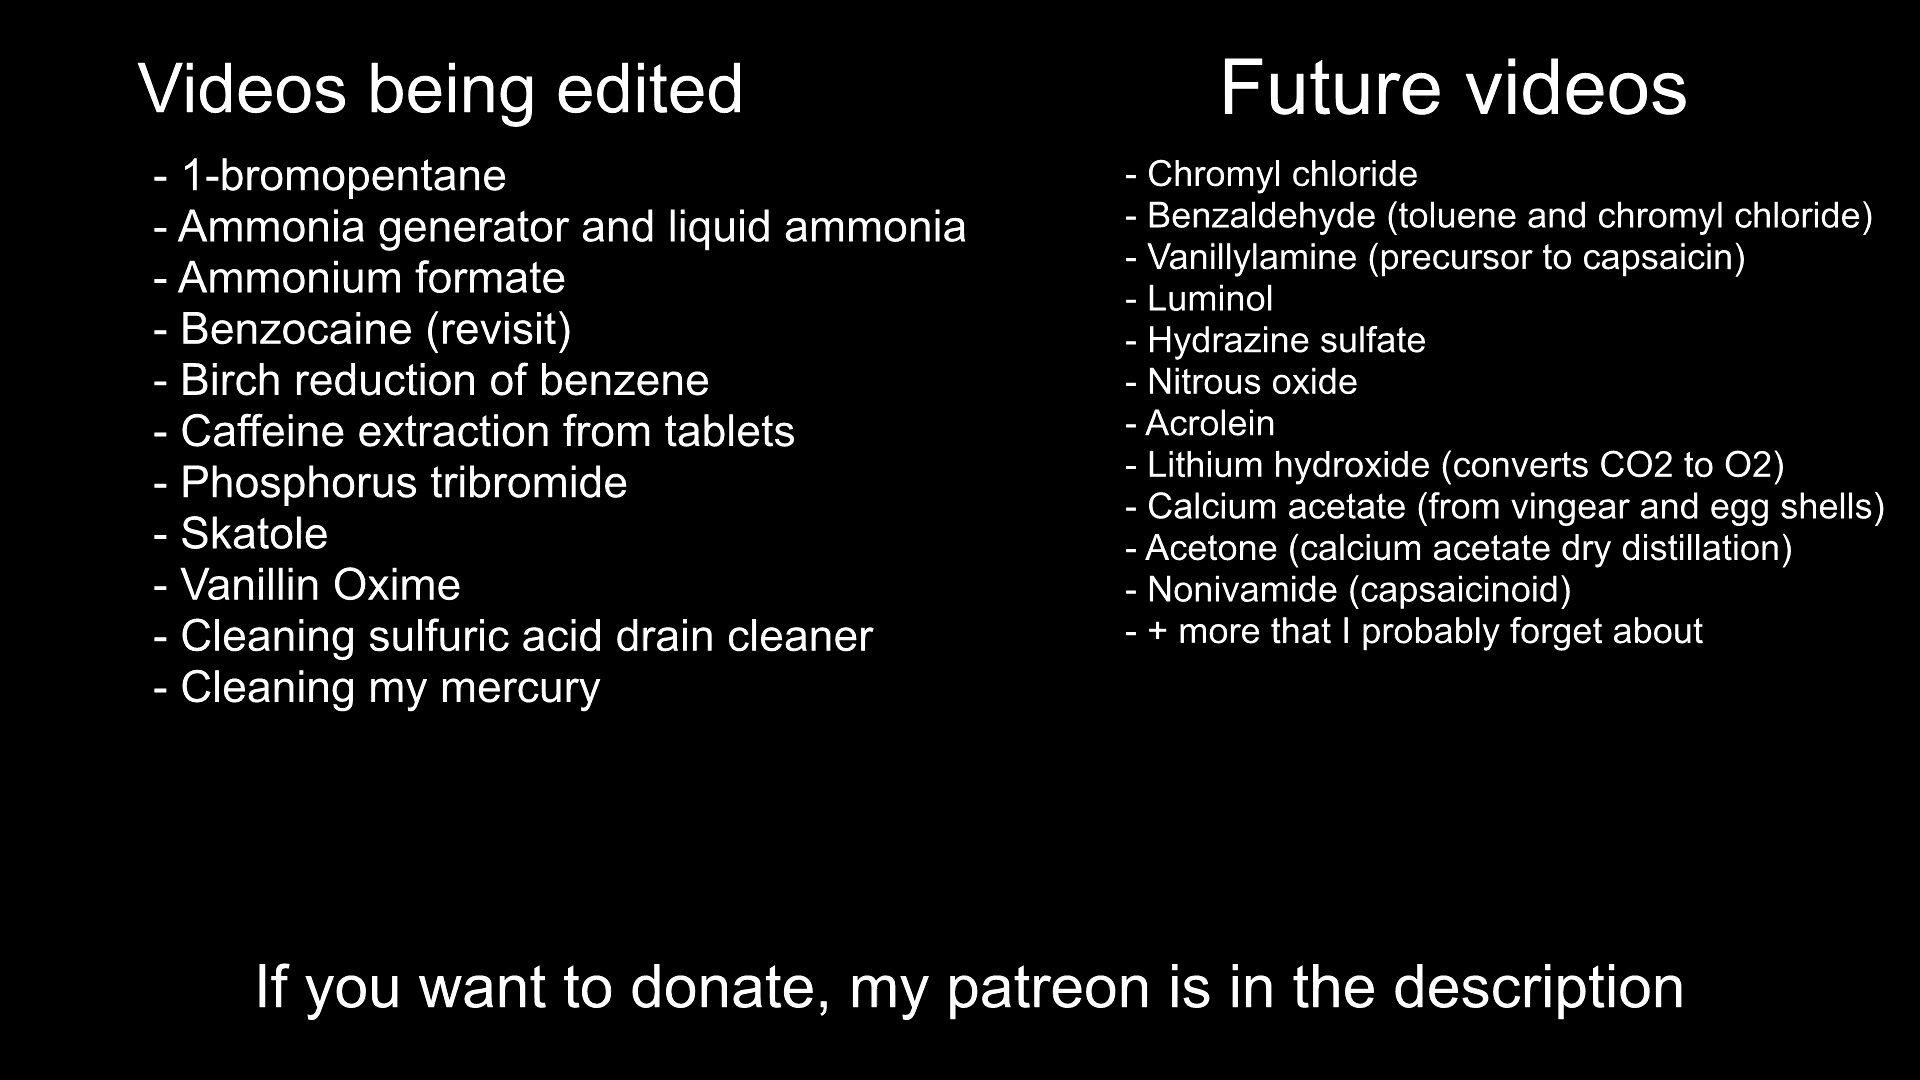 Videos being edited
- 1-bromopentane
- Ammonia generator and liquid ammonia
- Ammonium formate
- Benzocaine (revisit)
- Birch reduction of benzene
- Caffeine extraction from tablets
- Phosphorus tribromide
- Skatole
- Vanillin Oxime
- Cleaning sulfuric acid drain cleaner
- Cleaning my mercury
Future videos
- Chromyl chloride
- Benzaldehyde (toluene and chromyl chloride)
- Vanillylamine (precursor to capsaicin)
- Luminol
- Hydrazine sulfate
- Nitrous oxide
- Acrolein
- Lithium hydroxide (converts CO2 to O2)
- Calcium acetate (from vingear and egg shells)
- Acetone (calcium acetate dry distillation)
- Nonivamide (capsaicinoid)
- + more that I probably forget about
If you want to donate, my patreon is in the description